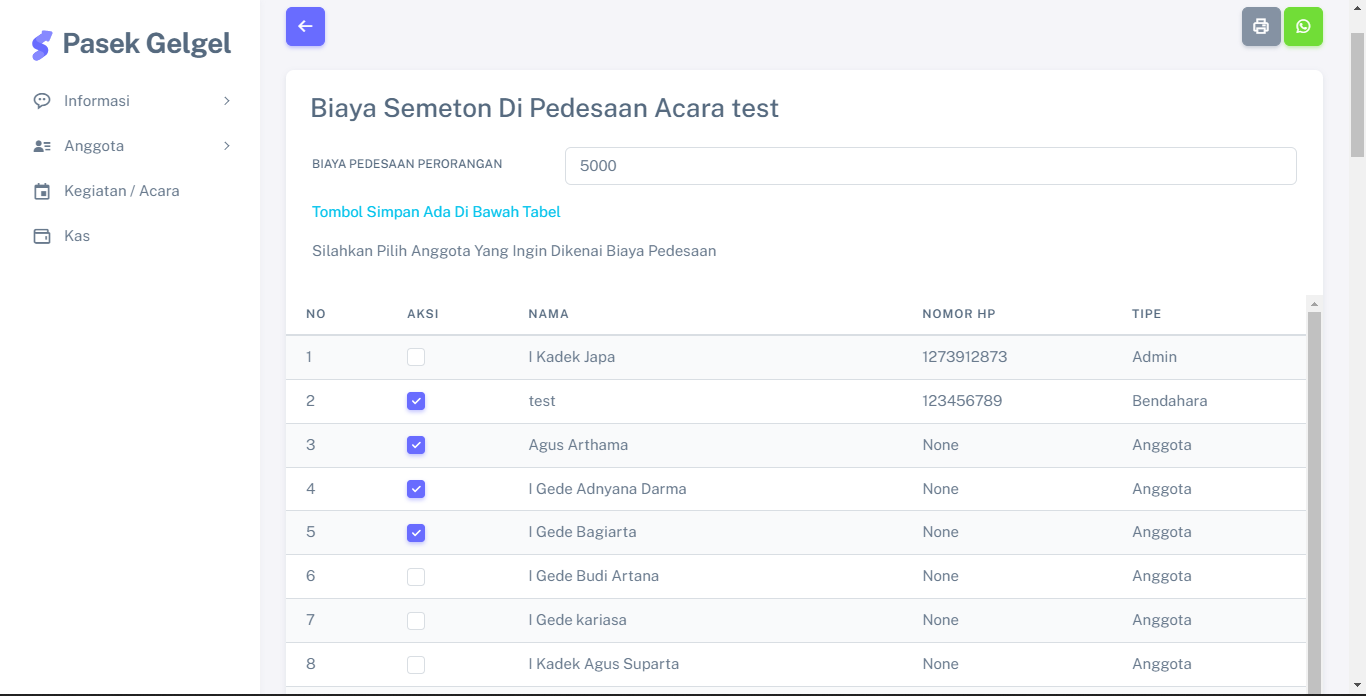 Pasek Gelgel
Informasi
Anggota
Kegiatan / Acara
Kas
Biaya Semeton Di Pedesaan Acara test
BIAYA PEDESAAN PERORANGAN 5000
Tombol Simpan Ada Di Bawah Tabel
Silahkan Pilih Anggota Yang Ingin Dikenai Biaya Pedesaan
NO AKSI NAMA NOMOR HP TIPE
1 I Kadek Japa 1273912873 Admin
2 test 123456789 Bendahara
3 Agus Arthama None Anggota
4 I Gede Adnyana Darma None Anggota
5 I Gede Bagiarta None Anggota
6 I Gede Budi Artana None Anggota
7 I Gede kariasa None Anggota
8 I Kadek Agus Suparta None Anggota